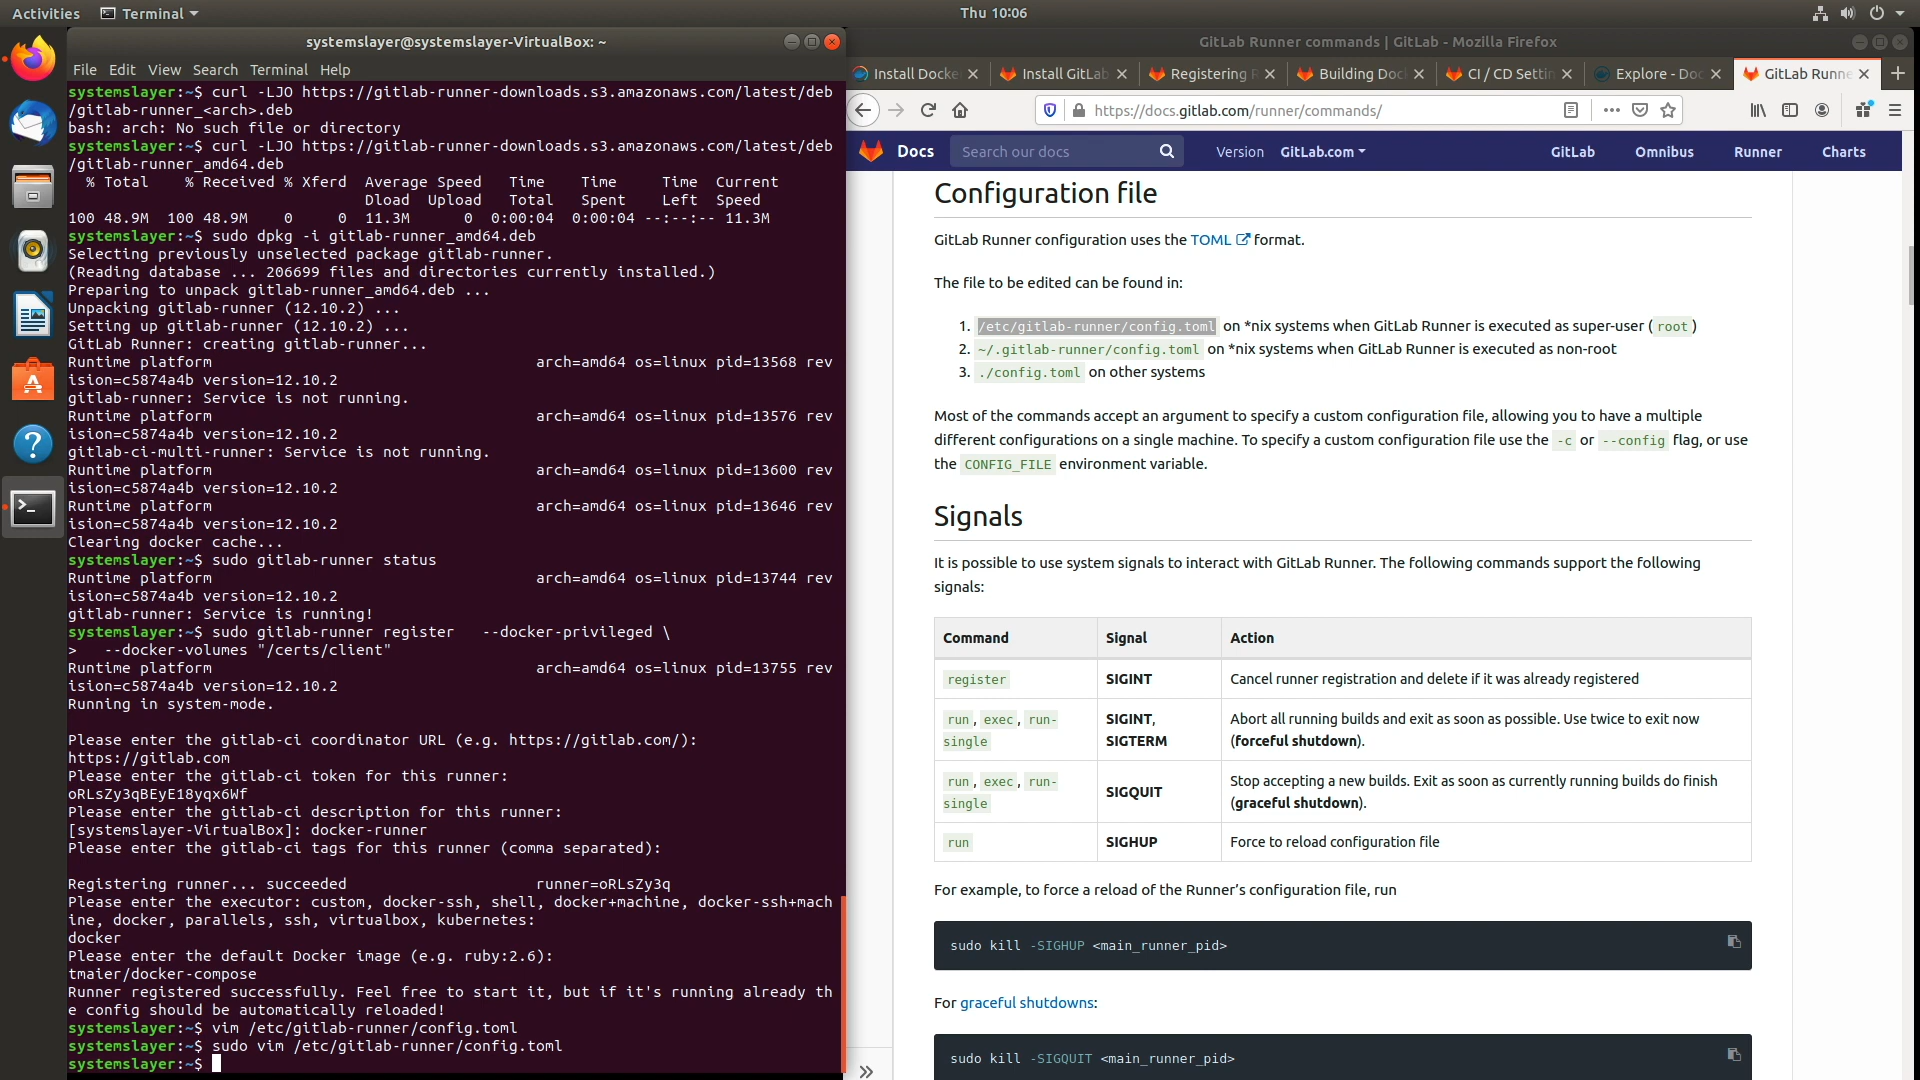 Activities Terminal Thu 10:06
systemslayer@systemslayer-VirtualBox: ~
File Edit View Search Terminal Help
systemslayer:~$ curl -LJO https://gitlab-runner-downloads.s3.amazonaws.com/latest/deb
/gitlab-runner_<arch>.deb
bash: arch: No such file or directory
systemslayer:~$ curl -LJO https://gitlab-runner-downloads.s3.amazonaws.com/latest/deb
/gitlab-runner_amd64.deb
% Total % Received % Xferd Average Speed Time Time Time Current
Dload Upload Total Spent Left Speed
100 48.9M 100 48.9M 0 0 11.3M 0 0:00:04 0:00:04 --:--:-- 11.3M
systemslayer:~$ sudo dpkg -i gitlab-runner_amd64.deb
Selecting previously unselected package gitlab-runner.
(Reading database ... 206699 files and directories currently installed.)
Preparing to unpack gitlab-runner_amd64.deb ...
Unpacking gitlab-runner (12.10.2) ...
Setting up gitlab-runner (12.10.2) ...
GitLab Runner: creating gitlab-runner...
Runtime platform arch=amd64 os=linux pid=13568 rev
ision=c5874a4b version=12.10.2
gitlab-runner: Service is not running.
Runtime platform arch=amd64 os=linux pid=13576 rev
ision=c5874a4b version=12.10.2
gitlab-ci-multi-runner: Service is not running.
Runtime platform arch=amd64 os=linux pid=13600 rev
ision=c5874a4b version=12.10.2
Runtime platform arch=amd64 os=linux pid=13646 rev
ision=c5874a4b version=12.10.2
Clearing docker cache...
systemslayer:~$ sudo gitlab-runner status
Runtime platform arch=amd64 os=linux pid=13744 rev
ision=c5874a4b version=12.10.2
gitlab-runner: Service is running!
systemslayer:~$ sudo gitlab-runner register --docker-privileged \
> --docker-volumes "/certs/client"
Runtime platform arch=amd64 os=linux pid=13755 rev
ision=c5874a4b version=12.10.2
Running in system-mode.
Please enter the gitlab-ci coordinator URL (e.g. https://gitlab.com/):
https://gitlab.com
Please enter the gitlab-ci token for this runner:
oRLsZy3qBEyE18yqx6Wf
Please enter the gitlab-ci description for this runner:
[systemslayer-VirtualBox]: docker-runner
Please enter the gitlab-ci tags for this runner (comma separated):
Registering runner... succeeded runner=oRLsZy3q
Please enter the executor: custom, docker-ssh, shell, docker+machine, docker-ssh+mach
ine, docker, parallels, ssh, virtualbox, kubernetes:
docker
Please enter the default Docker image (e.g. ruby:2.6):
tmaier/docker-compose
Runner registered successfully. Feel free to start it, but if it's running already th
e config should be automatically reloaded!
systemslayer:~$ vim /etc/gitlab-runner/config.toml
systemslayer:~$ sudo vim /etc/gitlab-runner/config.toml
systemslayer:~$
GitLab Runner commands | GitLab - Mozilla Firefox
Install Docke Install GitLab Registering R Building Doc CI / CD Settin Explore - Doc GitLab Runne
https://docs.gitlab.com/runner/commands/
Docs Search our docs Version GitLab.com GitLab Omnibus Runner Charts
Configuration file
GitLab Runner configuration uses the TOML format.
The file to be edited can be found in:
1. /etc/gitlab-runner/config.toml on *nix systems when GitLab Runner is executed as super-user ( root )
2. ~/.gitlab-runner/config.toml on *nix systems when GitLab Runner is executed as non-root
3. ./config.toml on other systems
Most of the commands accept an argument to specify a custom configuration file, allowing you to have a multiple
different configurations on a single machine. To specify a custom configuration file use the -c or --config flag, or use
the CONFIG_FILE environment variable.
Signals
It is possible to use system signals to interact with GitLab Runner. The following commands support the following
signals:
Command Signal Action
register SIGINT Cancel runner registration and delete if it was already registered
run , exec , run-
single SIGINT,
SIGTERM Abort all running builds and exit as soon as possible. Use twice to exit now
(forceful shutdown).
run , exec , run-
single SIGQUIT Stop accepting a new builds. Exit as soon as currently running builds do finish
(graceful shutdown).
run SIGHUP Force to reload configuration file
For example, to force a reload of the Runner's configuration file, run
sudo kill -SIGHUP <main_runner_pid>
For graceful shutdowns:
sudo kill -SIGQUIT <main_runner_pid>